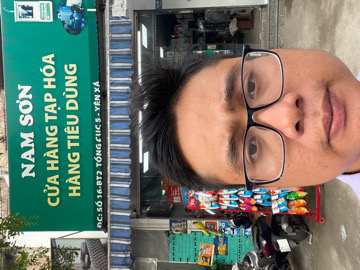 NAM SƠN
CỬA HÀNG TẠP HÓA
HÀNG TIÊU DÙNG
ĐC: SỐ 16-BT2 TỔNG CỤC 5 - YÊN XÁ